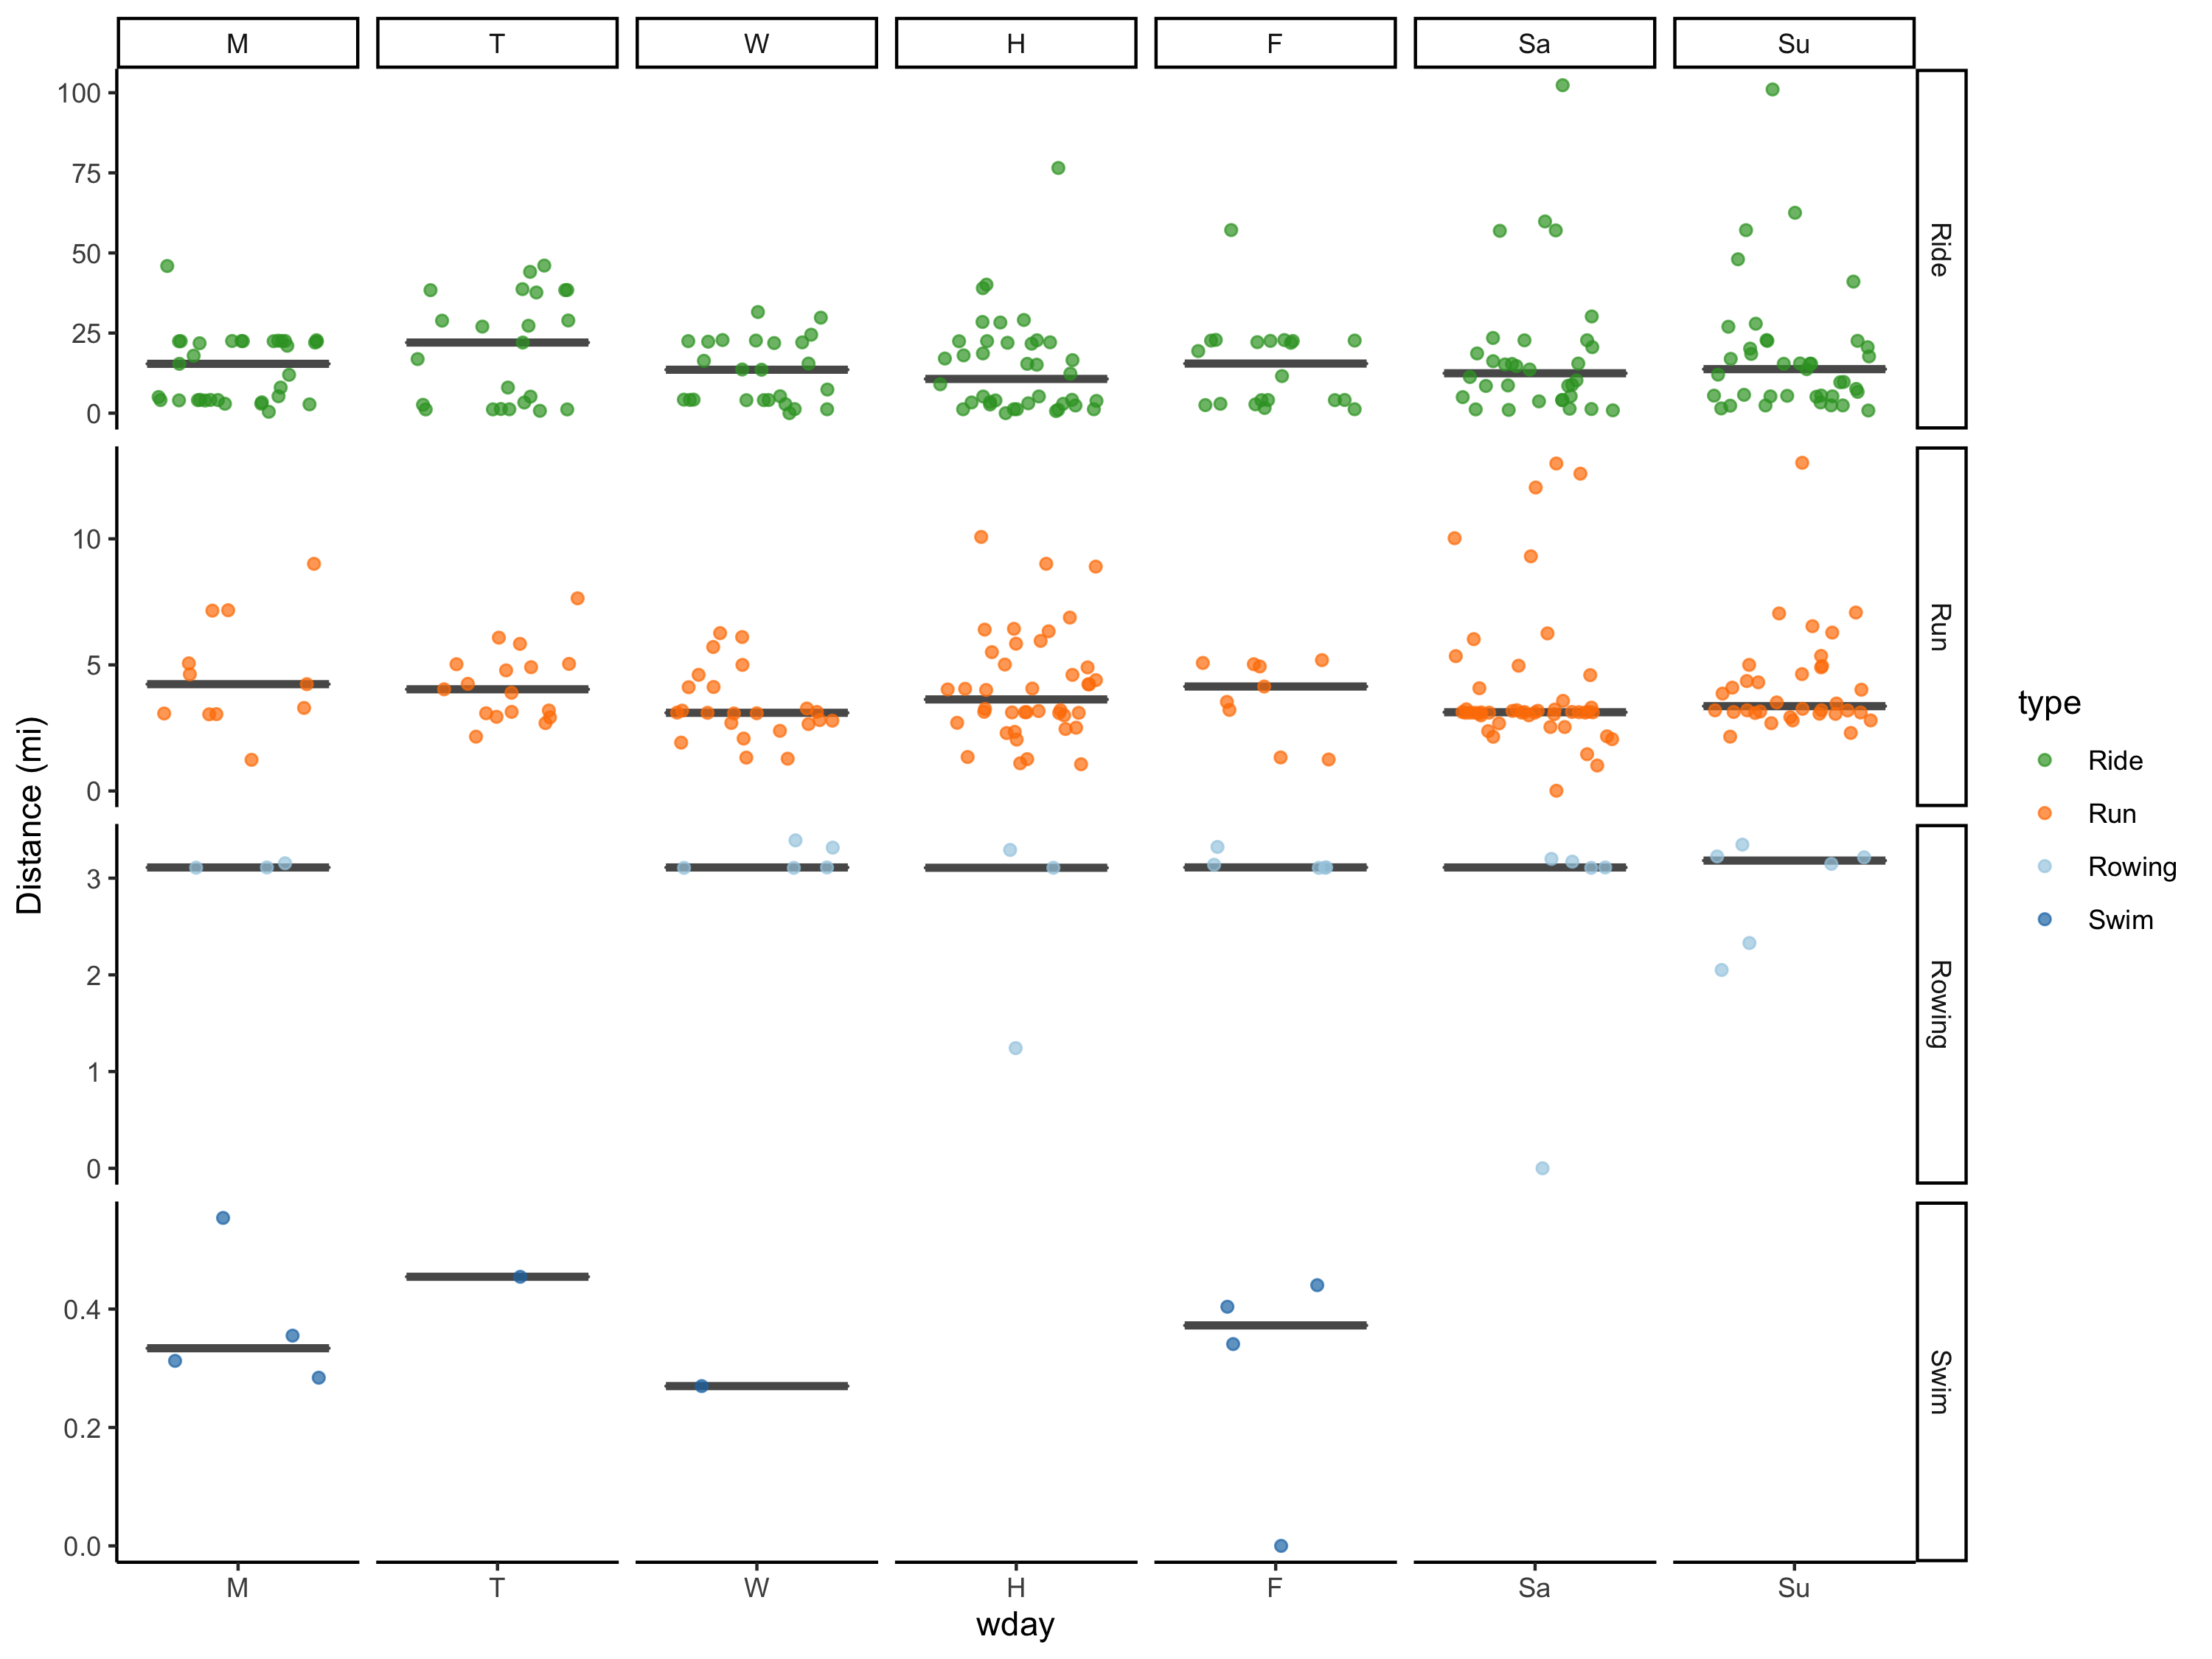 M T W H F Sa Su
100
75
50
25
0
Ride
10
5
0
Run
3
2
1
0
Rowing
0.4
0.2
0.0
Swim
M T W H F Sa Su
wday
Distance (mi)
type
Ride
Run
Rowing
Swim